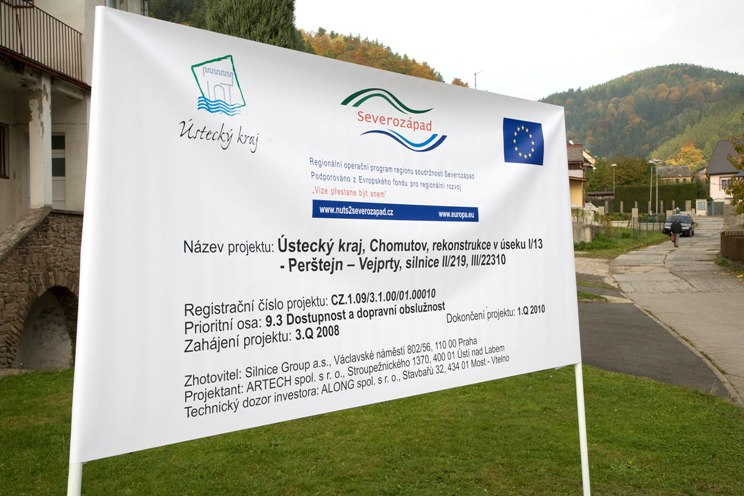 Ústecký kraj
Severozápad
Regionální operační program regionu soudržnosti Severozápad
Podporováno z Evropského fondu pro regionální rozvoj
„Vize přestane být snem“
www.nuts2severozapad.cz www.europa.eu
Název projektu: Ústecký kraj, Chomutov, rekonstrukce v úseku I/13
- Perštejn – Vejprty, silnice II/219, III/22310
Registrační číslo projektu: CZ.1.09/3.1.00/01.00010
Prioritní osa: 9.3 Dostupnost a dopravní obslužnost
Zahájení projektu: 3.Q 2008 Dokončení projektu: 1.Q 2010
Zhotovitel: Silnice Group a.s., Václavské náměstí 802/56, 110 00 Praha
Projektant: ARTECH spol. s r. o., Stroupežnického 1370, 400 01 Ústí nad Labem
Technický dozor investora: ALONG spol. s r. o., Stavbařů 32, 434 01 Most - Vtelno